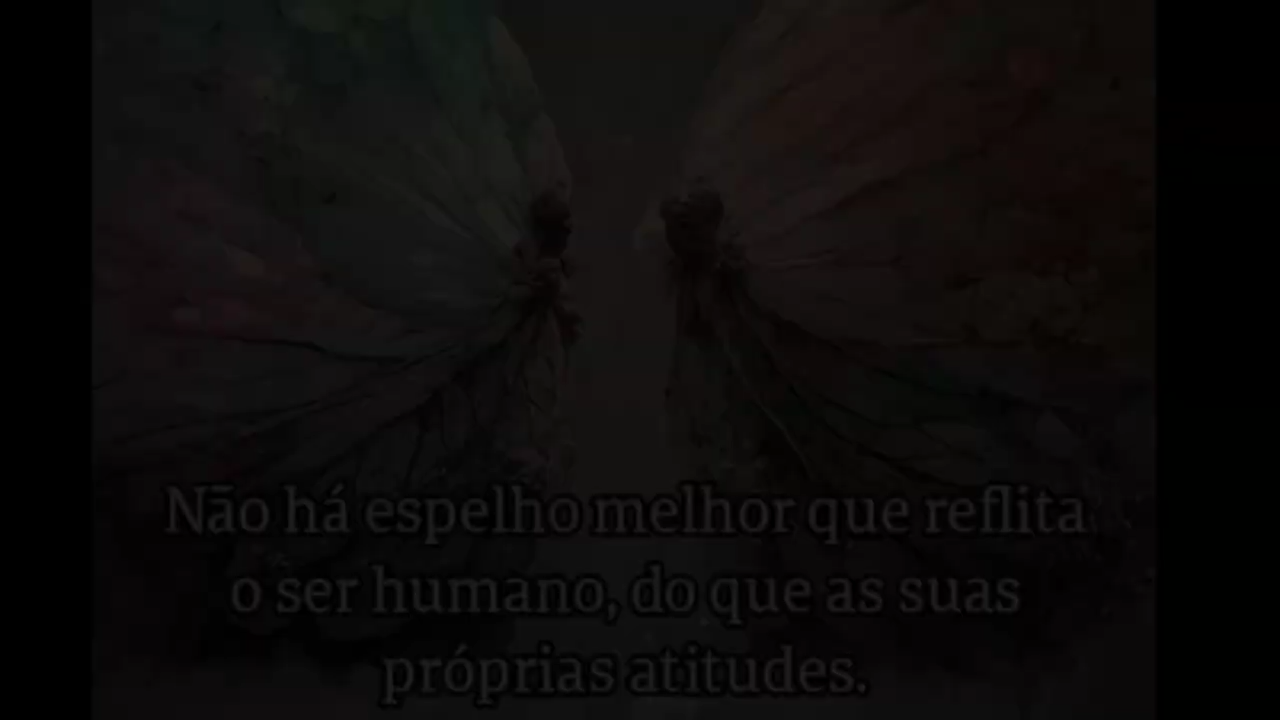 Não há espelho melhor que reflita
o ser humano, do que as suas
próprias atitudes.